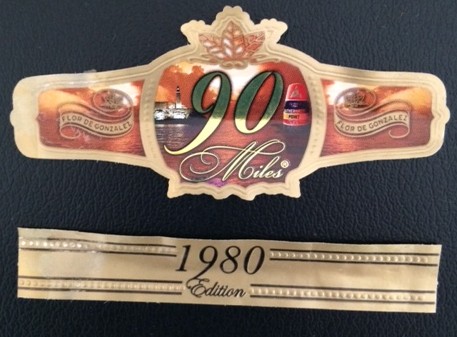 90
Miles®
FLOR DE GONZALEZ
FLOR DE GONZALEZ
1980
Edition